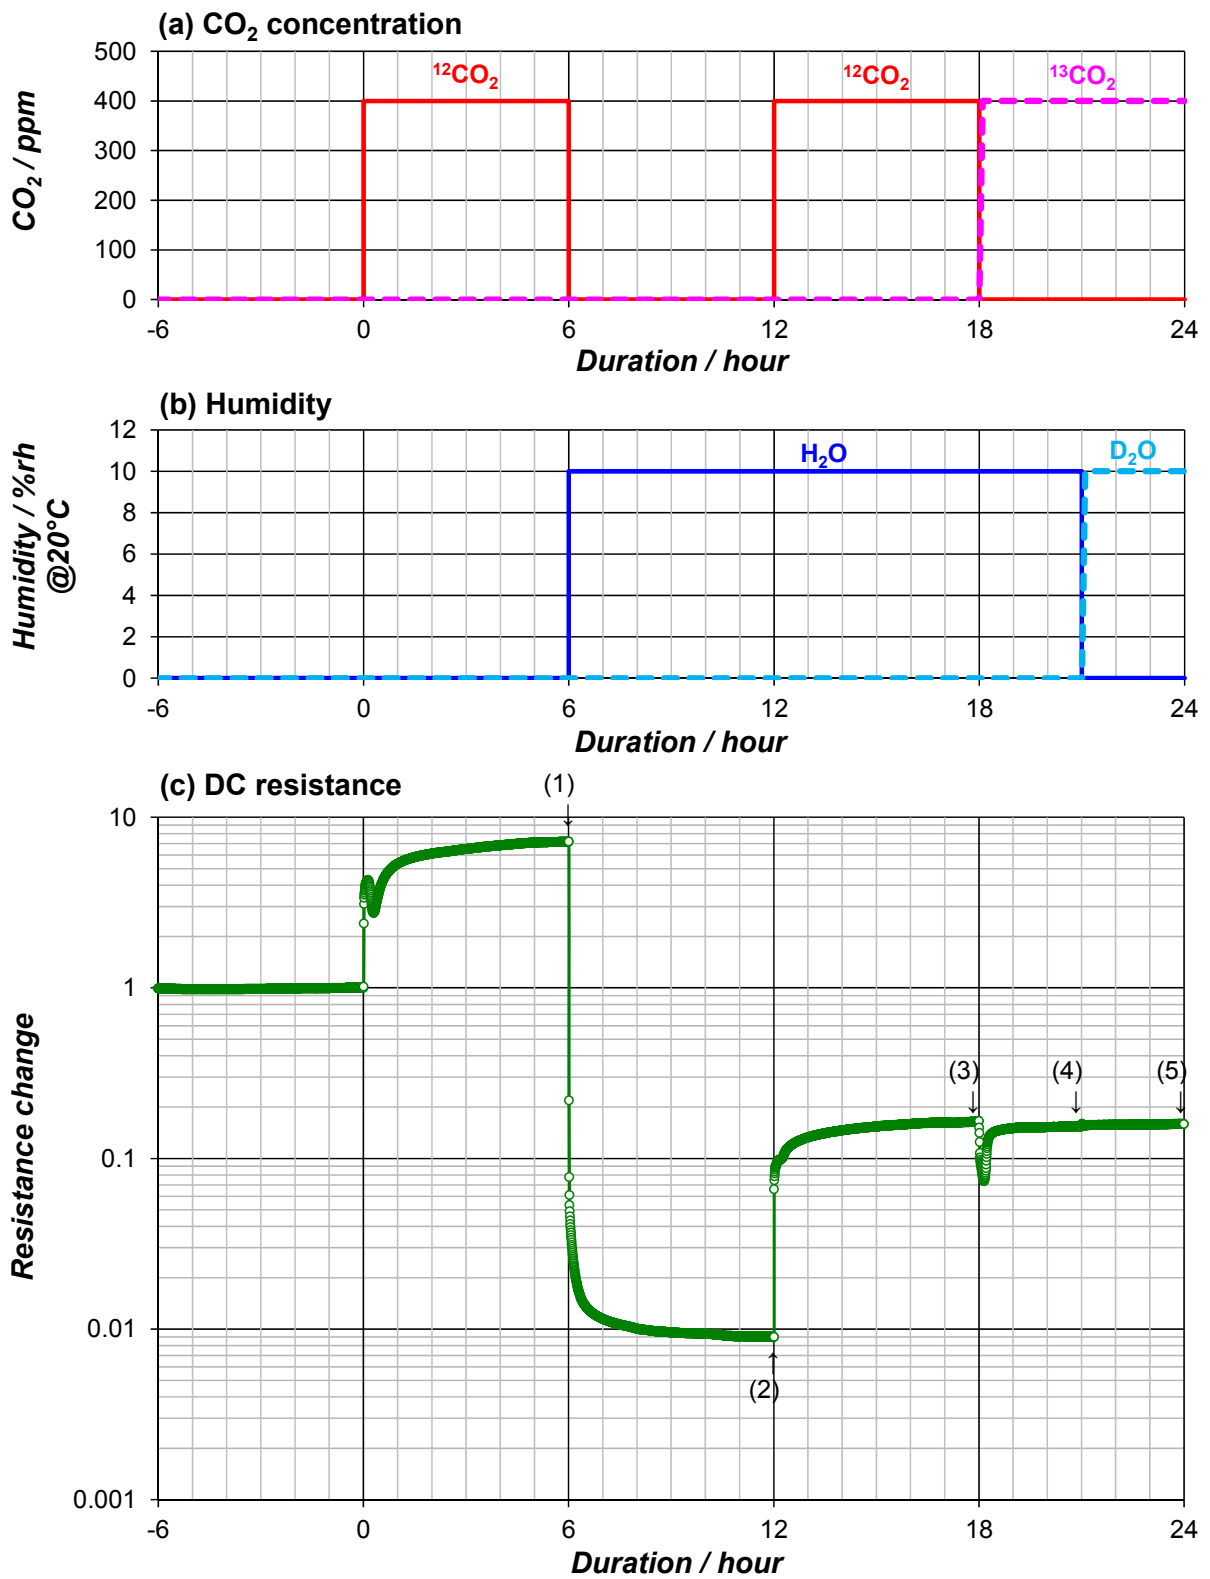 (a) CO₂ concentration
500
400
300
200
100
0
CO₂ / ppm
¹²CO₂
¹²CO₂
¹³CO₂
-6 0 6 12 18 24
Duration / hour
(b) Humidity
12
10
8
6
4
2
0
Humidity / %rh
@20°C
H₂O
D₂O
-6 0 6 12 18 24
Duration / hour
(c) DC resistance
10
1
0.1
0.01
0.001
Resistance change
(1)
(2)
(3)
(4)
(5)
-6 0 6 12 18 24
Duration / hour